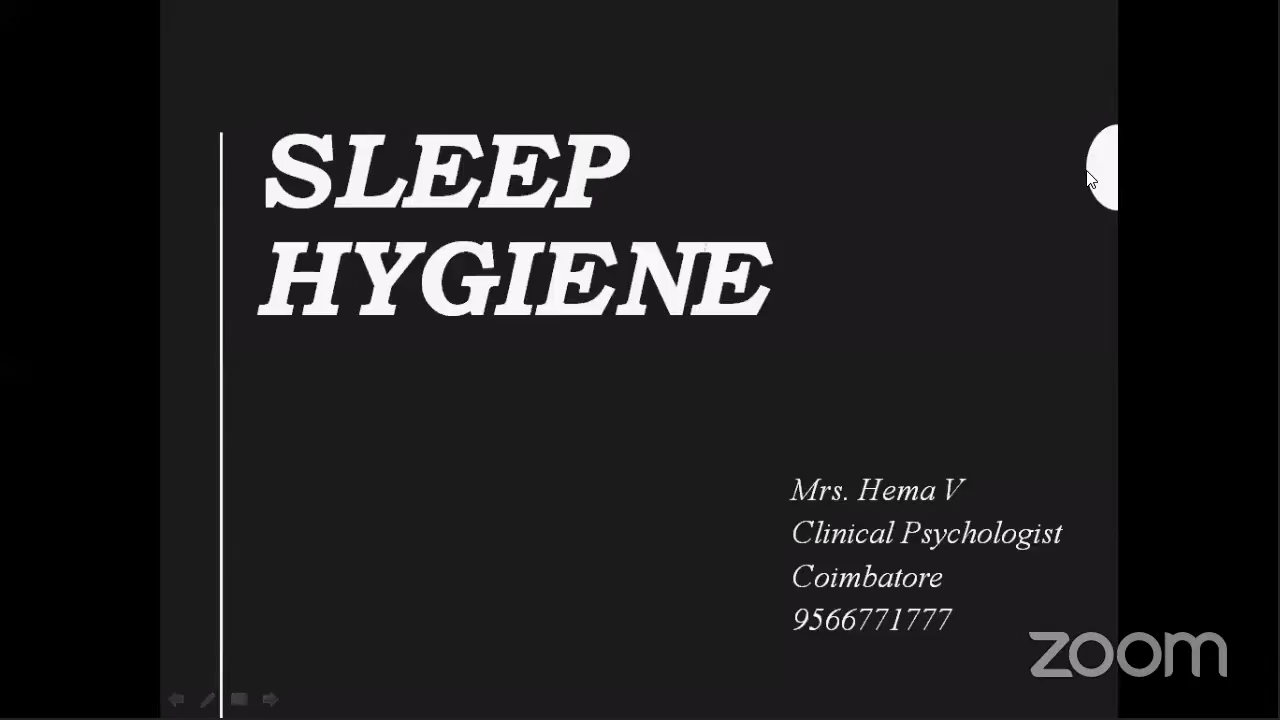 SLEEP
HYGIENE
Mrs. Hema V
Clinical Psychologist
Coimbatore
9566771777
zoom